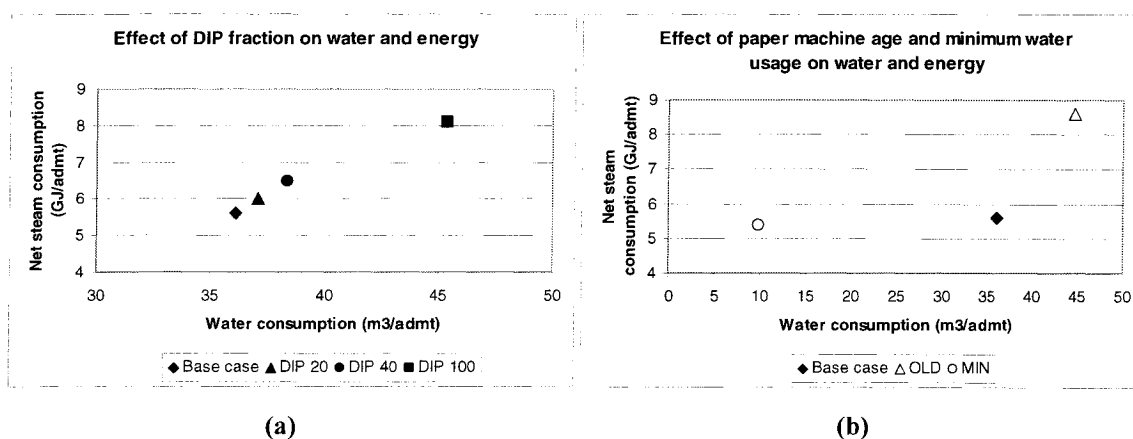 Effect of DIP fraction on water and energy
9
8
7
6
5
4
Net steam consumption
(GJ/admt)
30 35 40 45 50
Water consumption (m3/admt)
◆ Base case ▲ DIP 20 ● DIP 40 ■ DIP 100
(a)
Effect of paper machine age and minimum water
usage on water and energy
9
8
7
6
5
4
Net steam
consumption (GJ/admt)
0 5 10 15 20 25 30 35 40 45 50
Water consumption (m3/admt)
◆ Base case △ OLD ○ MIN
(b)